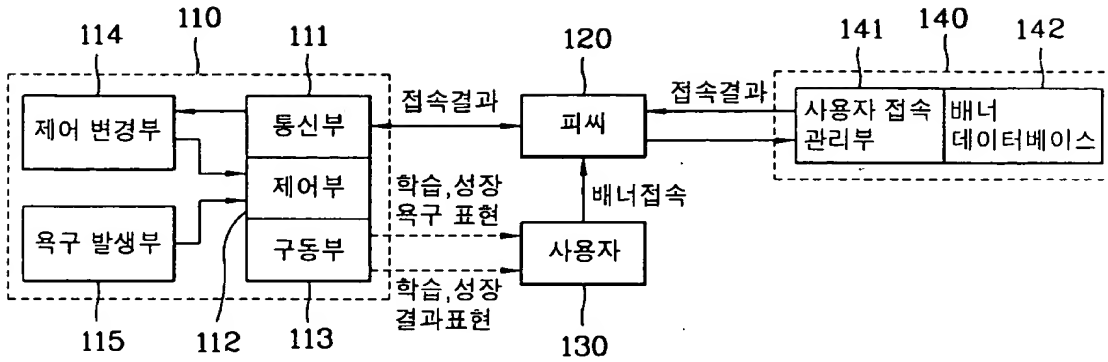 110
114
111
120
140
141
142
제어 변경부
통신부
접속결과
피씨
접속결과
사용자 접속
관리부
배너
데이터베이스
제어부
학습,성장
욕구 표현
배너접속
욕구 발생부
구동부
사용자
학습,성장
결과표현
115
112
113
130